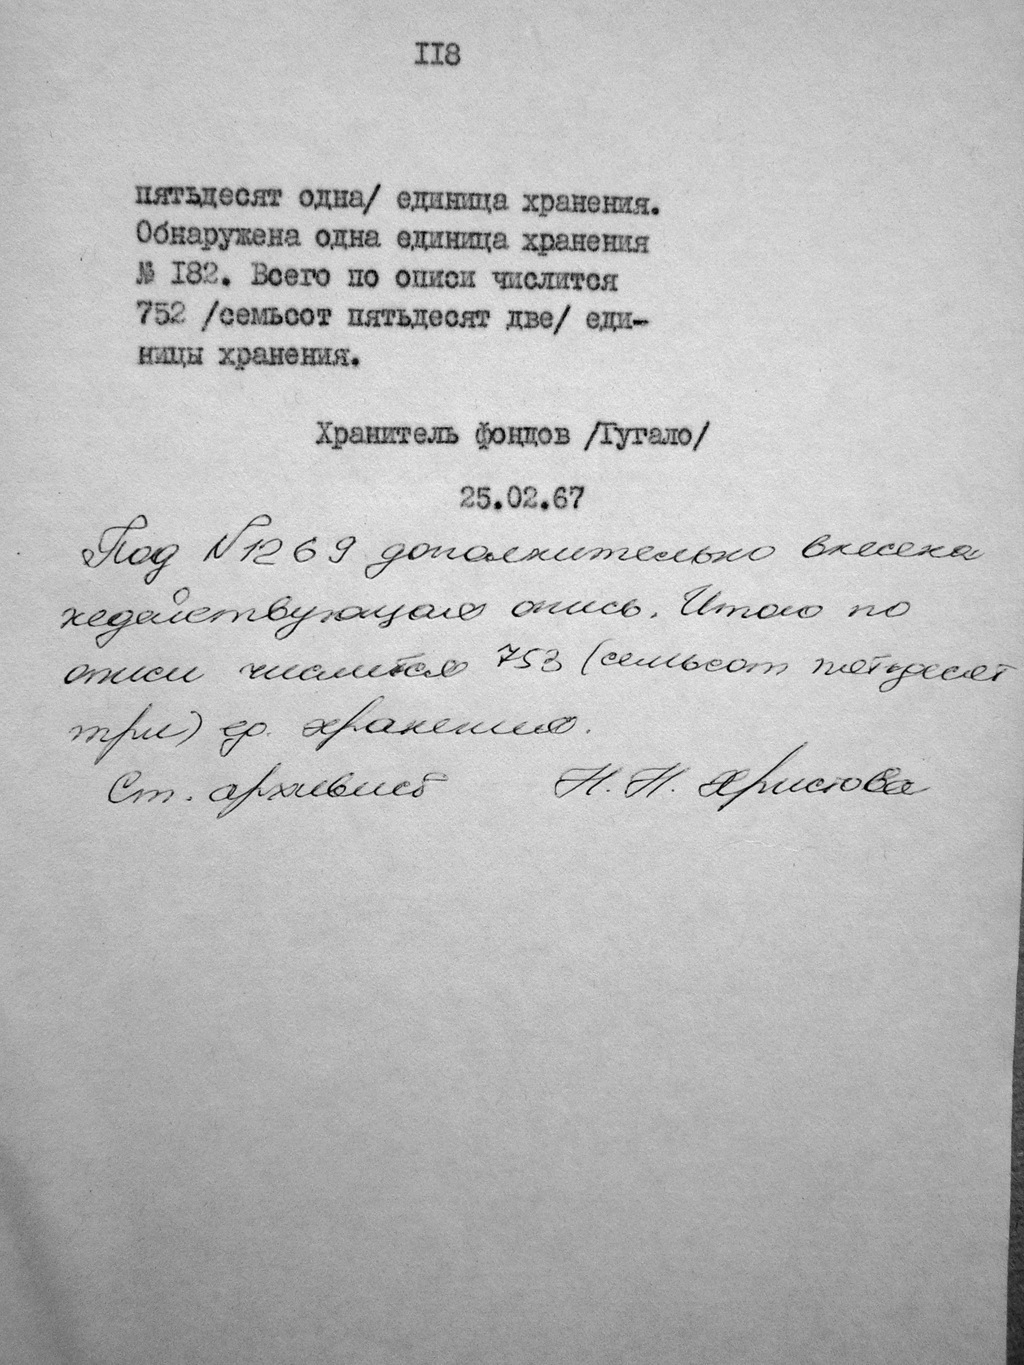 118
пятьдесят одна/ единица хранения.
Обнаружена одна единица хранения
№ 182. Всего по описи числится
752 /семьсот пятьдесят две/ еди-
ницы хранения.
Хранитель фондов /Гугало/
25.02.67
Под №1269 дополнительно внесена
недействующая опись. Итого по
описи числится 753 (семьсот пятьдесят
три) ед. хранения.
Ст. архивист Н. Н. Христова